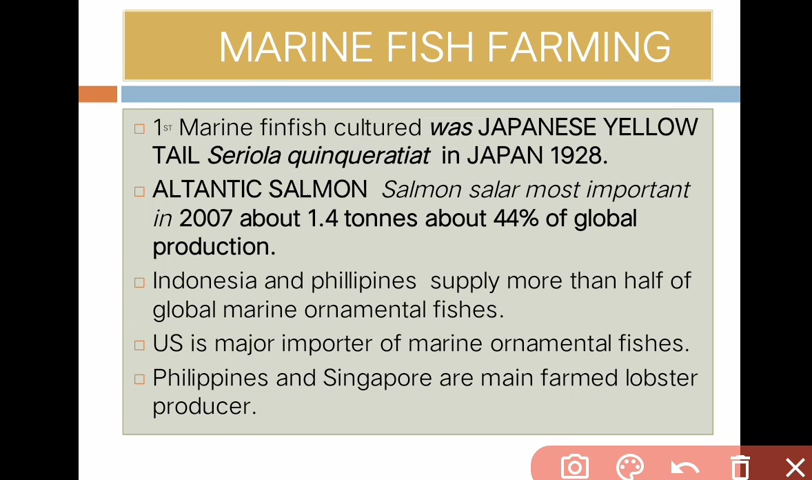 MARINE FISH FARMING
1ST Marine finfish cultured was JAPANESE YELLOW
TAIL Seriola quinqueratiat in JAPAN 1928.
ALTANTIC SALMON Salmon salar most important
in 2007 about 1.4 tonnes about 44% of global
production.
Indonesia and phillipines supply more than half of
global marine ornamental fishes.
US is major importer of marine ornamental fishes.
Philippines and Singapore are main farmed lobster
producer.